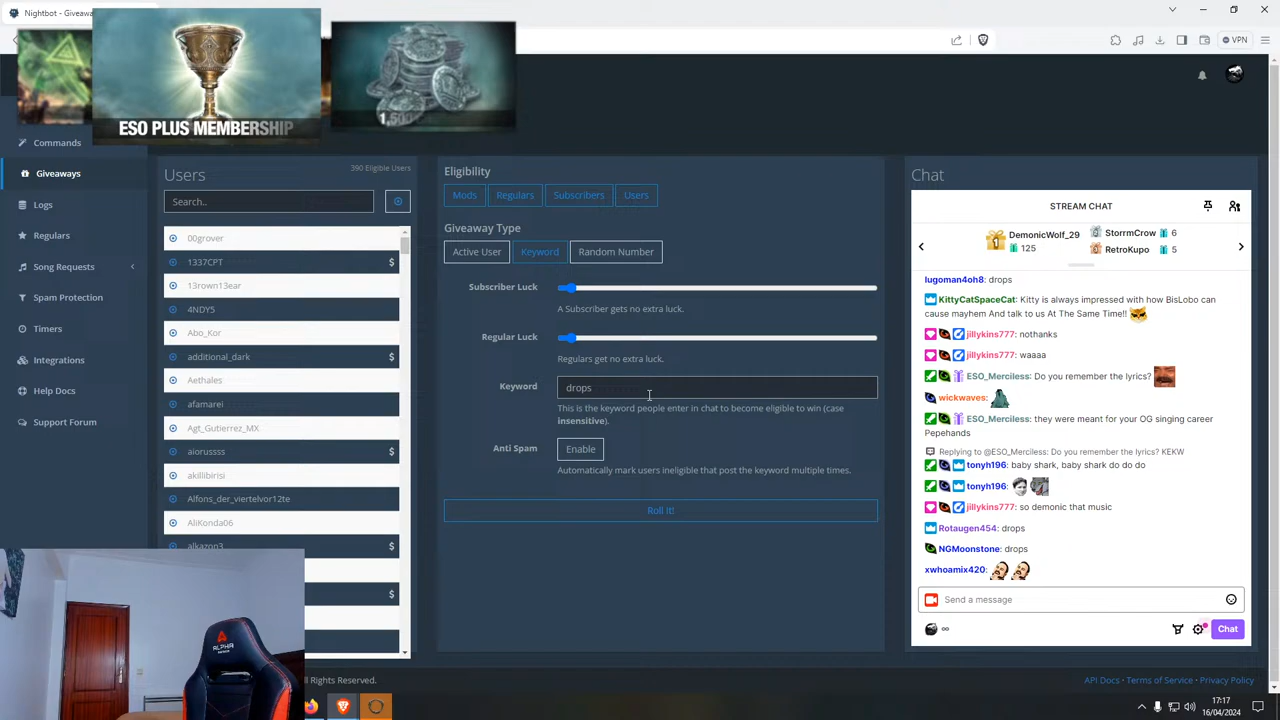 Nightbot - Giveawa
VPN
ESO PLUS MEMBERSHIP
Commands
Giveaways
Logs
Regulars
Song Requests
Spam Protection
Timers
Integrations
Help Docs
Support Forum
Users
390 Eligible Users
Search..
00grover
1337CPT $
13rown13ear
4NDY5
Abo_Kor
additional_dark $
Aethales
afamarei
Agt_Gutierrez_MX
aiorussss $
akillibirisi
Alfons_der_viertelvor12te
AliKonda06
alkazon3 $
$
Eligibility
Mods Regulars Subscribers Users
Giveaway Type
Active User Keyword Random Number
Subscriber Luck
A Subscriber gets no extra luck.
Regular Luck
Regulars get no extra luck.
Keyword drops
This is the keyword people enter in chat to become eligible to win (case
insensitive).
Anti Spam Enable
Automatically mark users ineligible that post the keyword multiple times.
Roll It!
Chat
STREAM CHAT
DemonicWolf_29
125
StorrmCrow 6
RetroKupo 5
lugoman4oh8: drops
KittyCatSpaceCat: Kitty is always impressed with how BisLobo can
cause mayhem And talk to us At The Same Time!!
jillykins777: nothanks
jillykins777: waaaa
ESO_Merciless: Do you remember the lyrics?
wickwaves:
ESO_Merciless: they were meant for your OG singing career
Pepehands
Replying to @ESO_Merciless: Do you remember the lyrics? KEKW
tonyh196: baby shark, baby shark do do do
tonyh196:
jillykins777: so demonic that music
Rotaugen454: drops
NGMoonstone: drops
xwhoamix420:
Send a message
∞
Chat
ALPHA
ll Rights Reserved.
API Docs · Terms of Service · Privacy Policy
17:17
16/04/2024